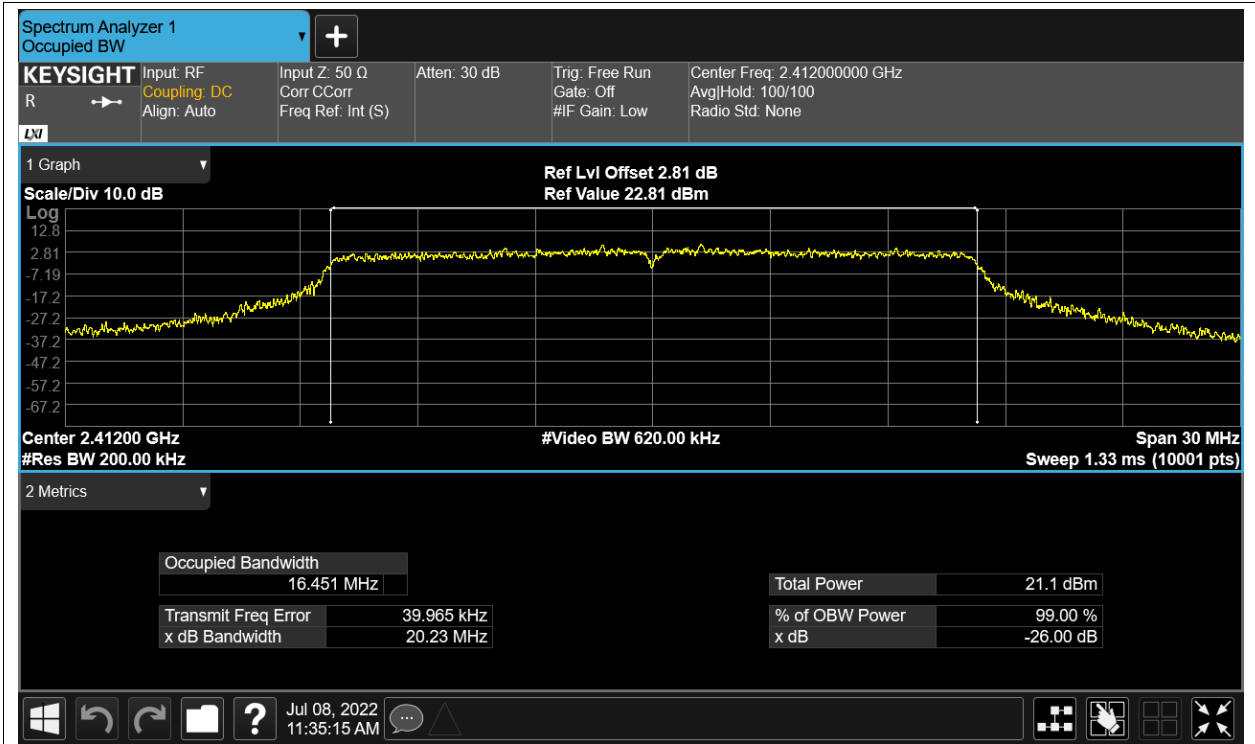 Spectrum Analyzer 1
Occupied BW
▼
+
KEYSIGHT
R
LXI
Input: RF
Coupling: DC
Align: Auto
Input Z: 50 Ω
Corr CCorr
Freq Ref: Int (S)
Atten: 30 dB
Trig: Free Run
Gate: Off
#IF Gain: Low
Center Freq: 2.412000000 GHz
Avg|Hold: 100/100
Radio Std: None
1 Graph ▼
Scale/Div 10.0 dB
Ref Lvl Offset 2.81 dB
Ref Value 22.81 dBm
Log
12.8
2.81
-7.19
-17.2
-27.2
-37.2
-47.2
-57.2
-67.2
Center 2.41200 GHz
#Res BW 200.00 kHz
#Video BW 620.00 kHz
Span 30 MHz
Sweep 1.33 ms (10001 pts)
2 Metrics ▼
Occupied Bandwidth
16.451 MHz
Transmit Freq Error 39.965 kHz
x dB Bandwidth 20.23 MHz
Total Power 21.1 dBm
% of OBW Power 99.00 %
x dB -26.00 dB
?
Jul 08, 2022
11:35:15 AM